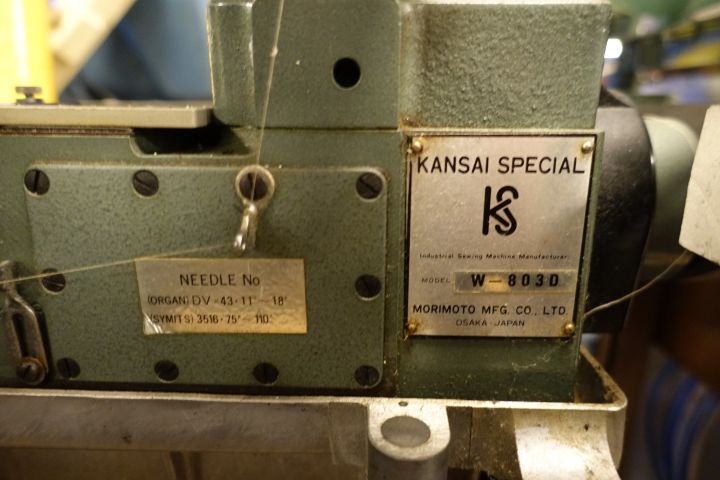 NEEDLE No
(ORGAN) DV-43·11#~18#
(SYMITS) 3516·75#~110#
KANSAI SPECIAL
KS
Industrial Sewing Machine Manufacturer.
MODEL W-803D
MORIMOTO MFG. CO., LTD.
OSAKA-JAPAN